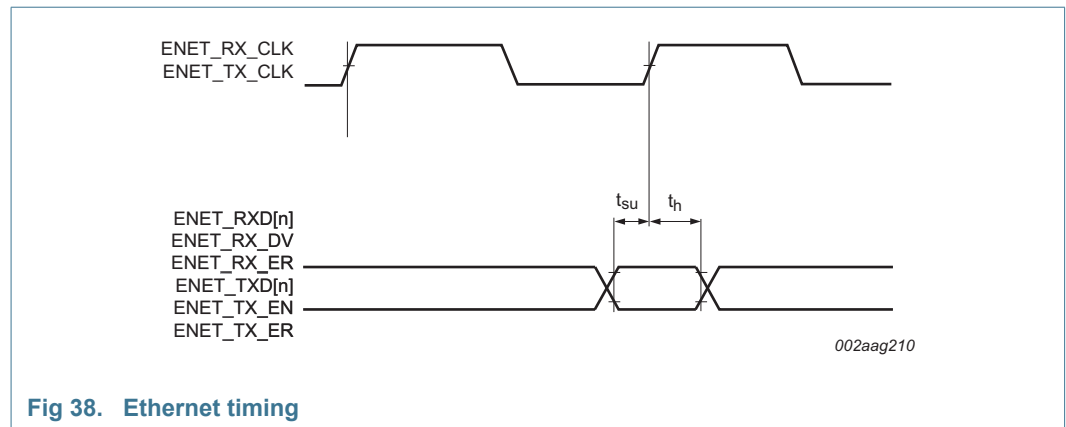 ENET_RX_CLK
ENET_TX_CLK
tsu
th
ENET_RXD[n]
ENET_RX_DV
ENET_RX_ER
ENET_TXD[n]
ENET_TX_EN
ENET_TX_ER
002aag210
Fig 38. Ethernet timing